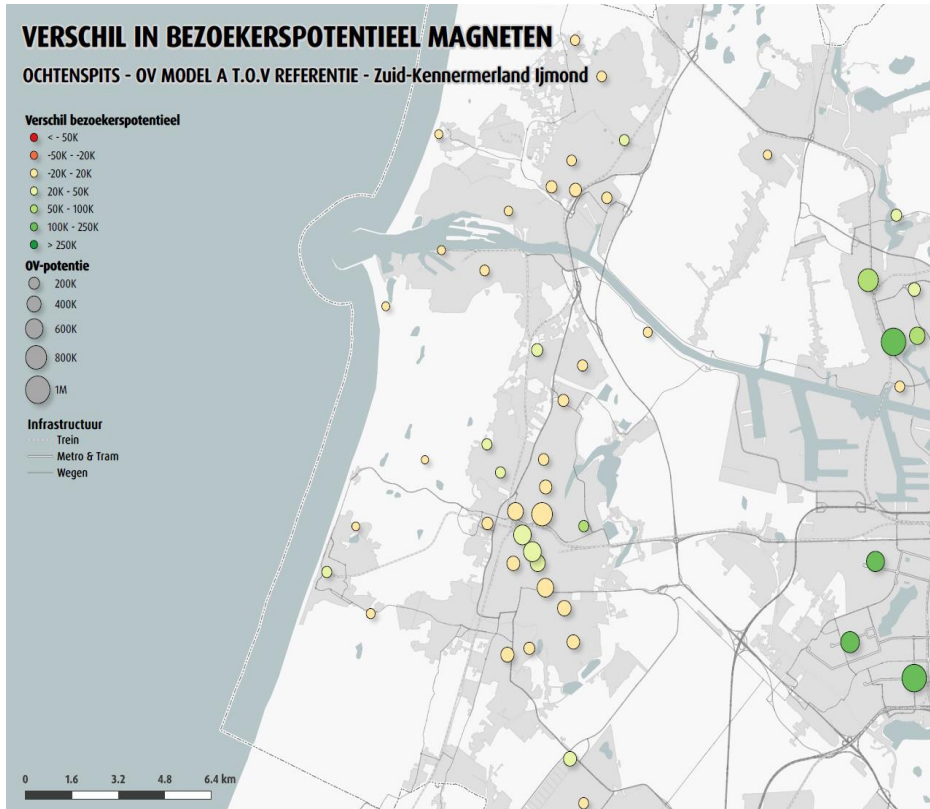 VERSCHIL IN BEZOEKERSPOTENTIEEL MAGNETEN
OCHTENSPITS - OV MODEL A T.O.V REFERENTIE - Zuid-Kennermerland Ijmond
Verschil bezoekerspotentieel
< - 50K
-50K - -20K
-20K - 20K
20K - 50K
50K - 100K
100K - 250K
> 250K
OV-potentie
200K
400K
600K
800K
1M
Infrastructuur
Trein
Metro & Tram
Wegen
0 1.6 3.2 4.8 6.4 km